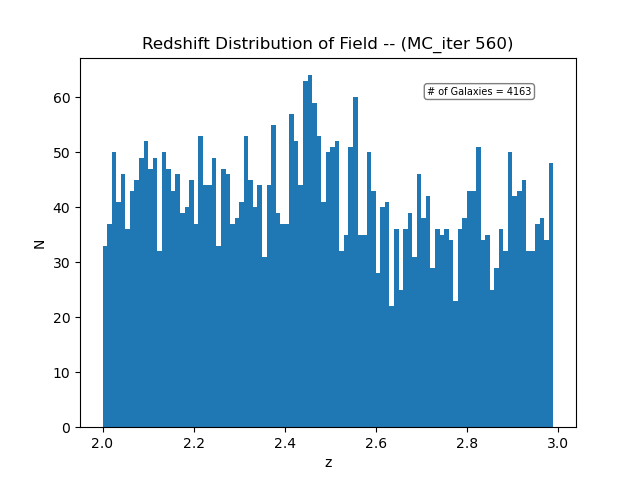 Redshift Distribution of Field -- (MC_iter 560)
# of Galaxies = 4163
60
50
40
30
20
10
0
N
2.0 2.2 2.4 2.6 2.8 3.0
z